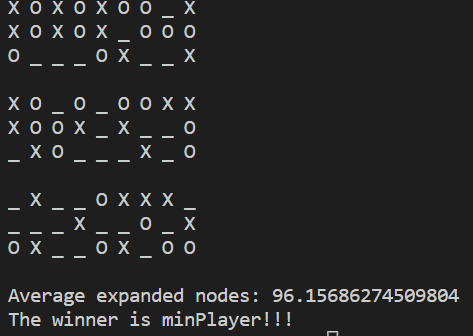 X O X O X O O _ X
X O X O X _ O O O
O _ _ _ O X _ _ X
X O _ O _ O O X X
X O O X _ X _ _ O
_ X O _ _ _ X _ O
_ X _ _ O X X X _
_ _ _ X _ _ O _ X
O X _ _ O X _ O O
Average expanded nodes: 96.15686274509804
The winner is minPlayer!!!